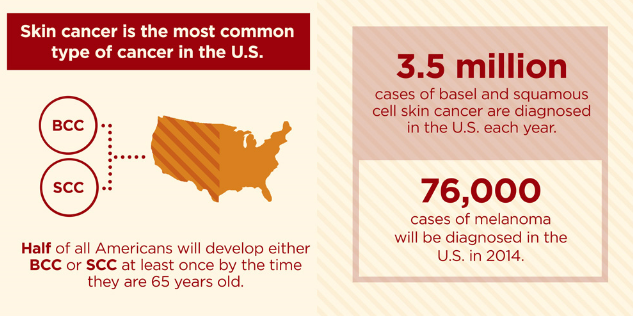 Skin cancer is the most common
type of cancer in the U.S.
BCC
SCC
Half of all Americans will develop either
BCC or SCC at least once by the time
they are 65 years old.
3.5 million
cases of basel and squamous
cell skin cancer are diagnosed
in the U.S. each year.
76,000
cases of melanoma
will be diagnosed in the
U.S. in 2014.